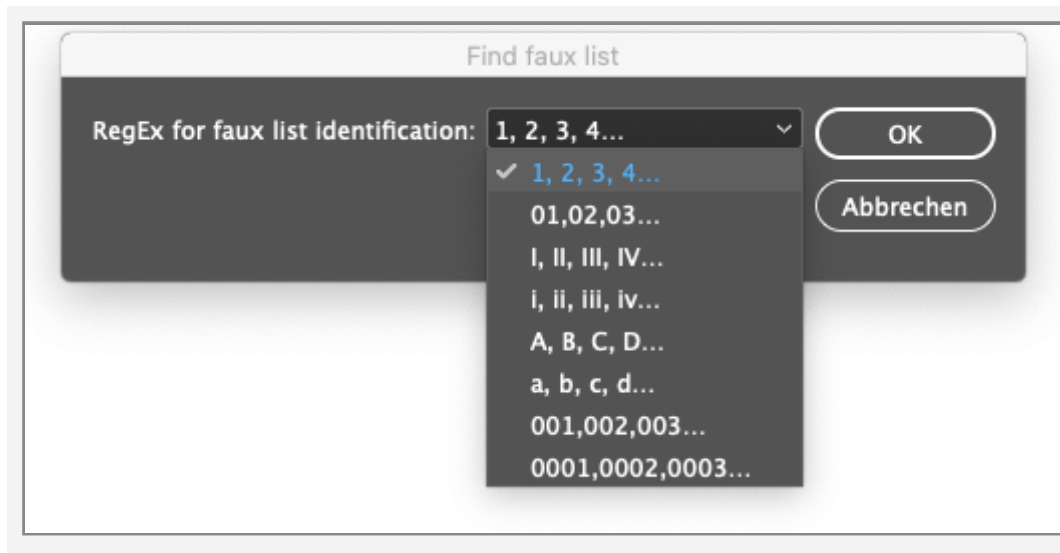 Find faux list
RegEx for faux list identification: 1, 2, 3, 4...
OK
1, 2, 3, 4...
01,02,03...
Abbrechen
I, II, III, IV...
i, ii, iii, iv...
A, B, C, D...
a, b, c, d...
001,002,003...
0001,0002,0003...